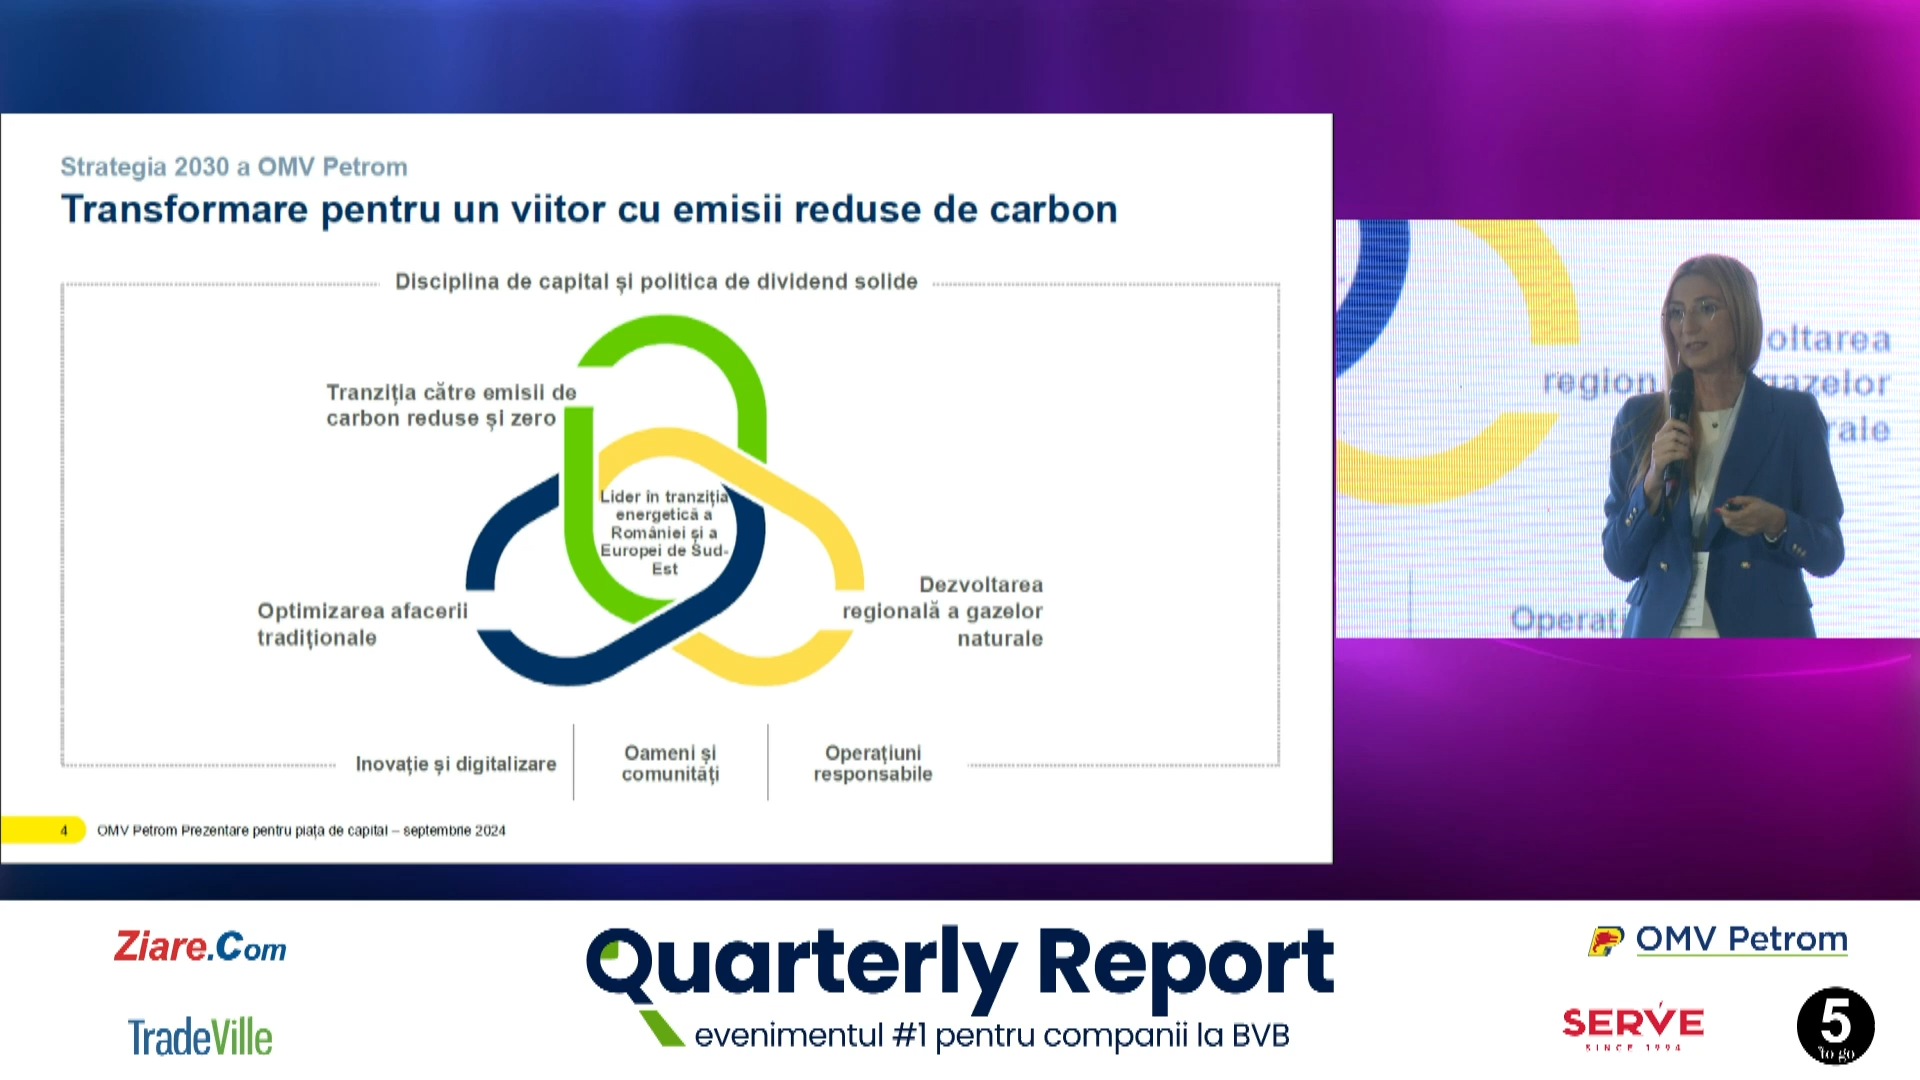 Strategia 2030 a OMV Petrom
Transformare pentru un viitor cu emisii reduse de carbon
Disciplina de capital și politica de dividend solide
Tranziția către emisii de
carbon reduse și zero
Lider în tranziția
energetică a
României și a
Europei de Sud-
Est
Optimizarea afacerii
tradiționale
Dezvoltarea
regională a gazelor
naturale
Inovație și digitalizare
Oameni și
comunități
Operațiuni
responsabile
4 OMV Petrom Prezentare pentru piața de capital – septembrie 2024
oltarea
region gazelor
rale
Operați
Ziare.Com
TradeVille
Quarterly Report
evenimentul #1 pentru companii la BVB
OMV Petrom
SERVE
SINCE 1994
5
to go